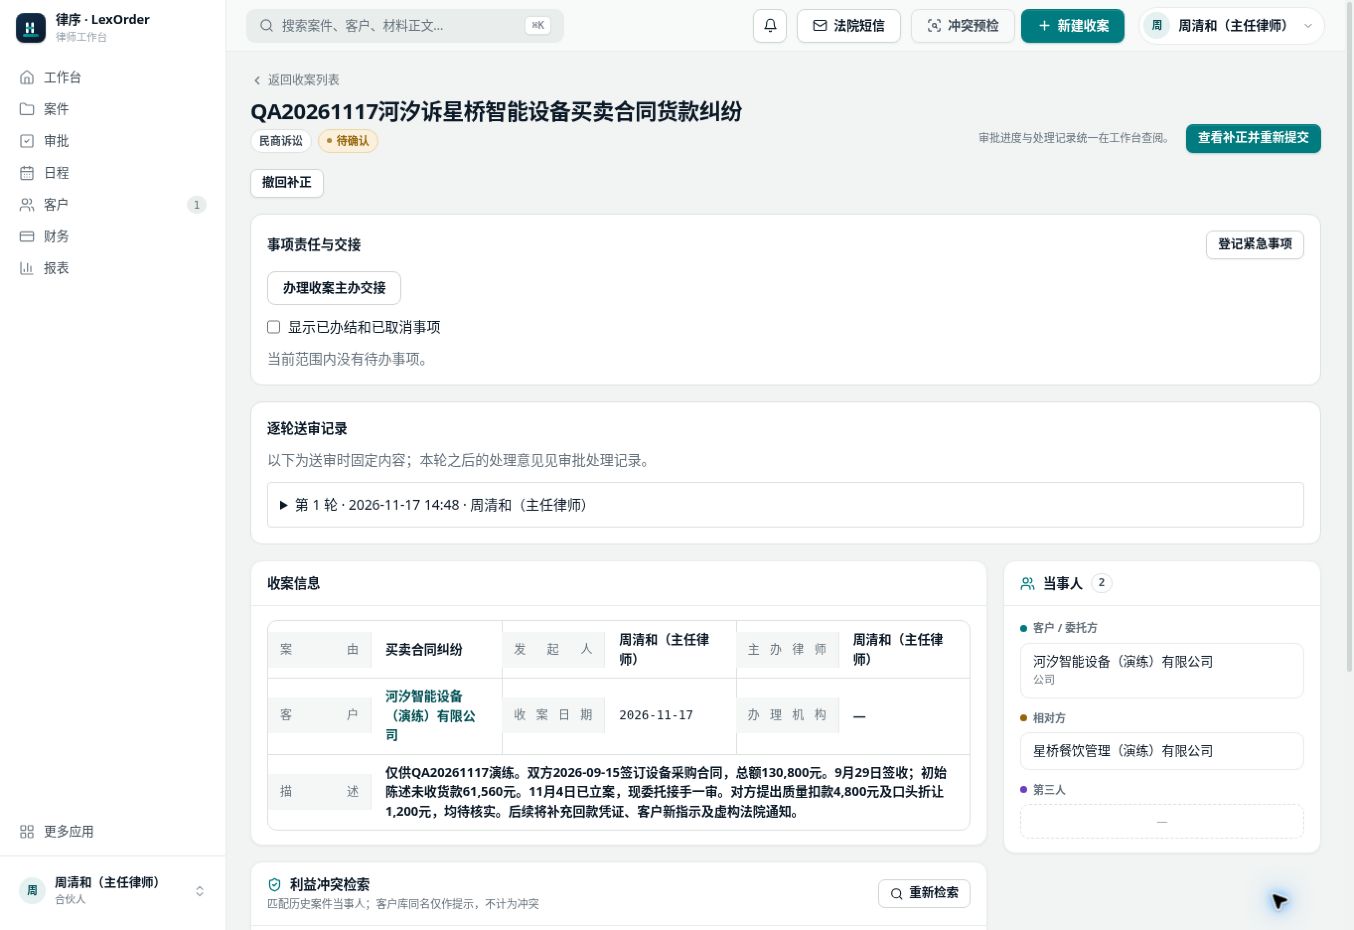 律序 · LexOrder
律师工作台
搜索案件、客户、材料正文...
⌘K
法院短信
冲突预检
新建收案
周
周清和（主任律师）
工作台
案件
审批
日程
客户
1
财务
报表
更多应用
周
周清和（主任律师）
合伙人
返回收案列表
QA20261117河汐诉星桥智能设备买卖合同货款纠纷
民商诉讼
待确认
审批进度与处理记录统一在工作台查阅。
查看补正并重新提交
撤回补正
事项责任与交接
登记紧急事项
办理收案主办交接
显示已办结和已取消事项
当前范围内没有待办事项。
逐轮送审记录
以下为送审时固定内容；本轮之后的处理意见见审批处理记录。
第 1 轮 · 2026-11-17 14:48 · 周清和（主任律师）
收案信息
案由
买卖合同纠纷
发起人
周清和（主任律
师）
主办律师
周清和（主任律
师）
客户
河汐智能设备
（演练）有限公
司
收案日期
2026-11-17
办理机构
—
描述
仅供QA20261117演练。双方2026-09-15签订设备采购合同，总额130,800元。9月29日签收；初始
陈述未收货款61,560元。11月4日已立案，现委托接手一审。对方提出质量扣款4,800元及口头折让
1,200元，均待核实。后续将补充回款凭证、客户新指示及虚构法院通知。
当事人
2
客户 / 委托方
河汐智能设备（演练）有限公司
公司
相对方
星桥餐饮管理（演练）有限公司
第三人
—
利益冲突检索
匹配历史案件当事人；客户库同名仅作提示，不计为冲突
重新检索